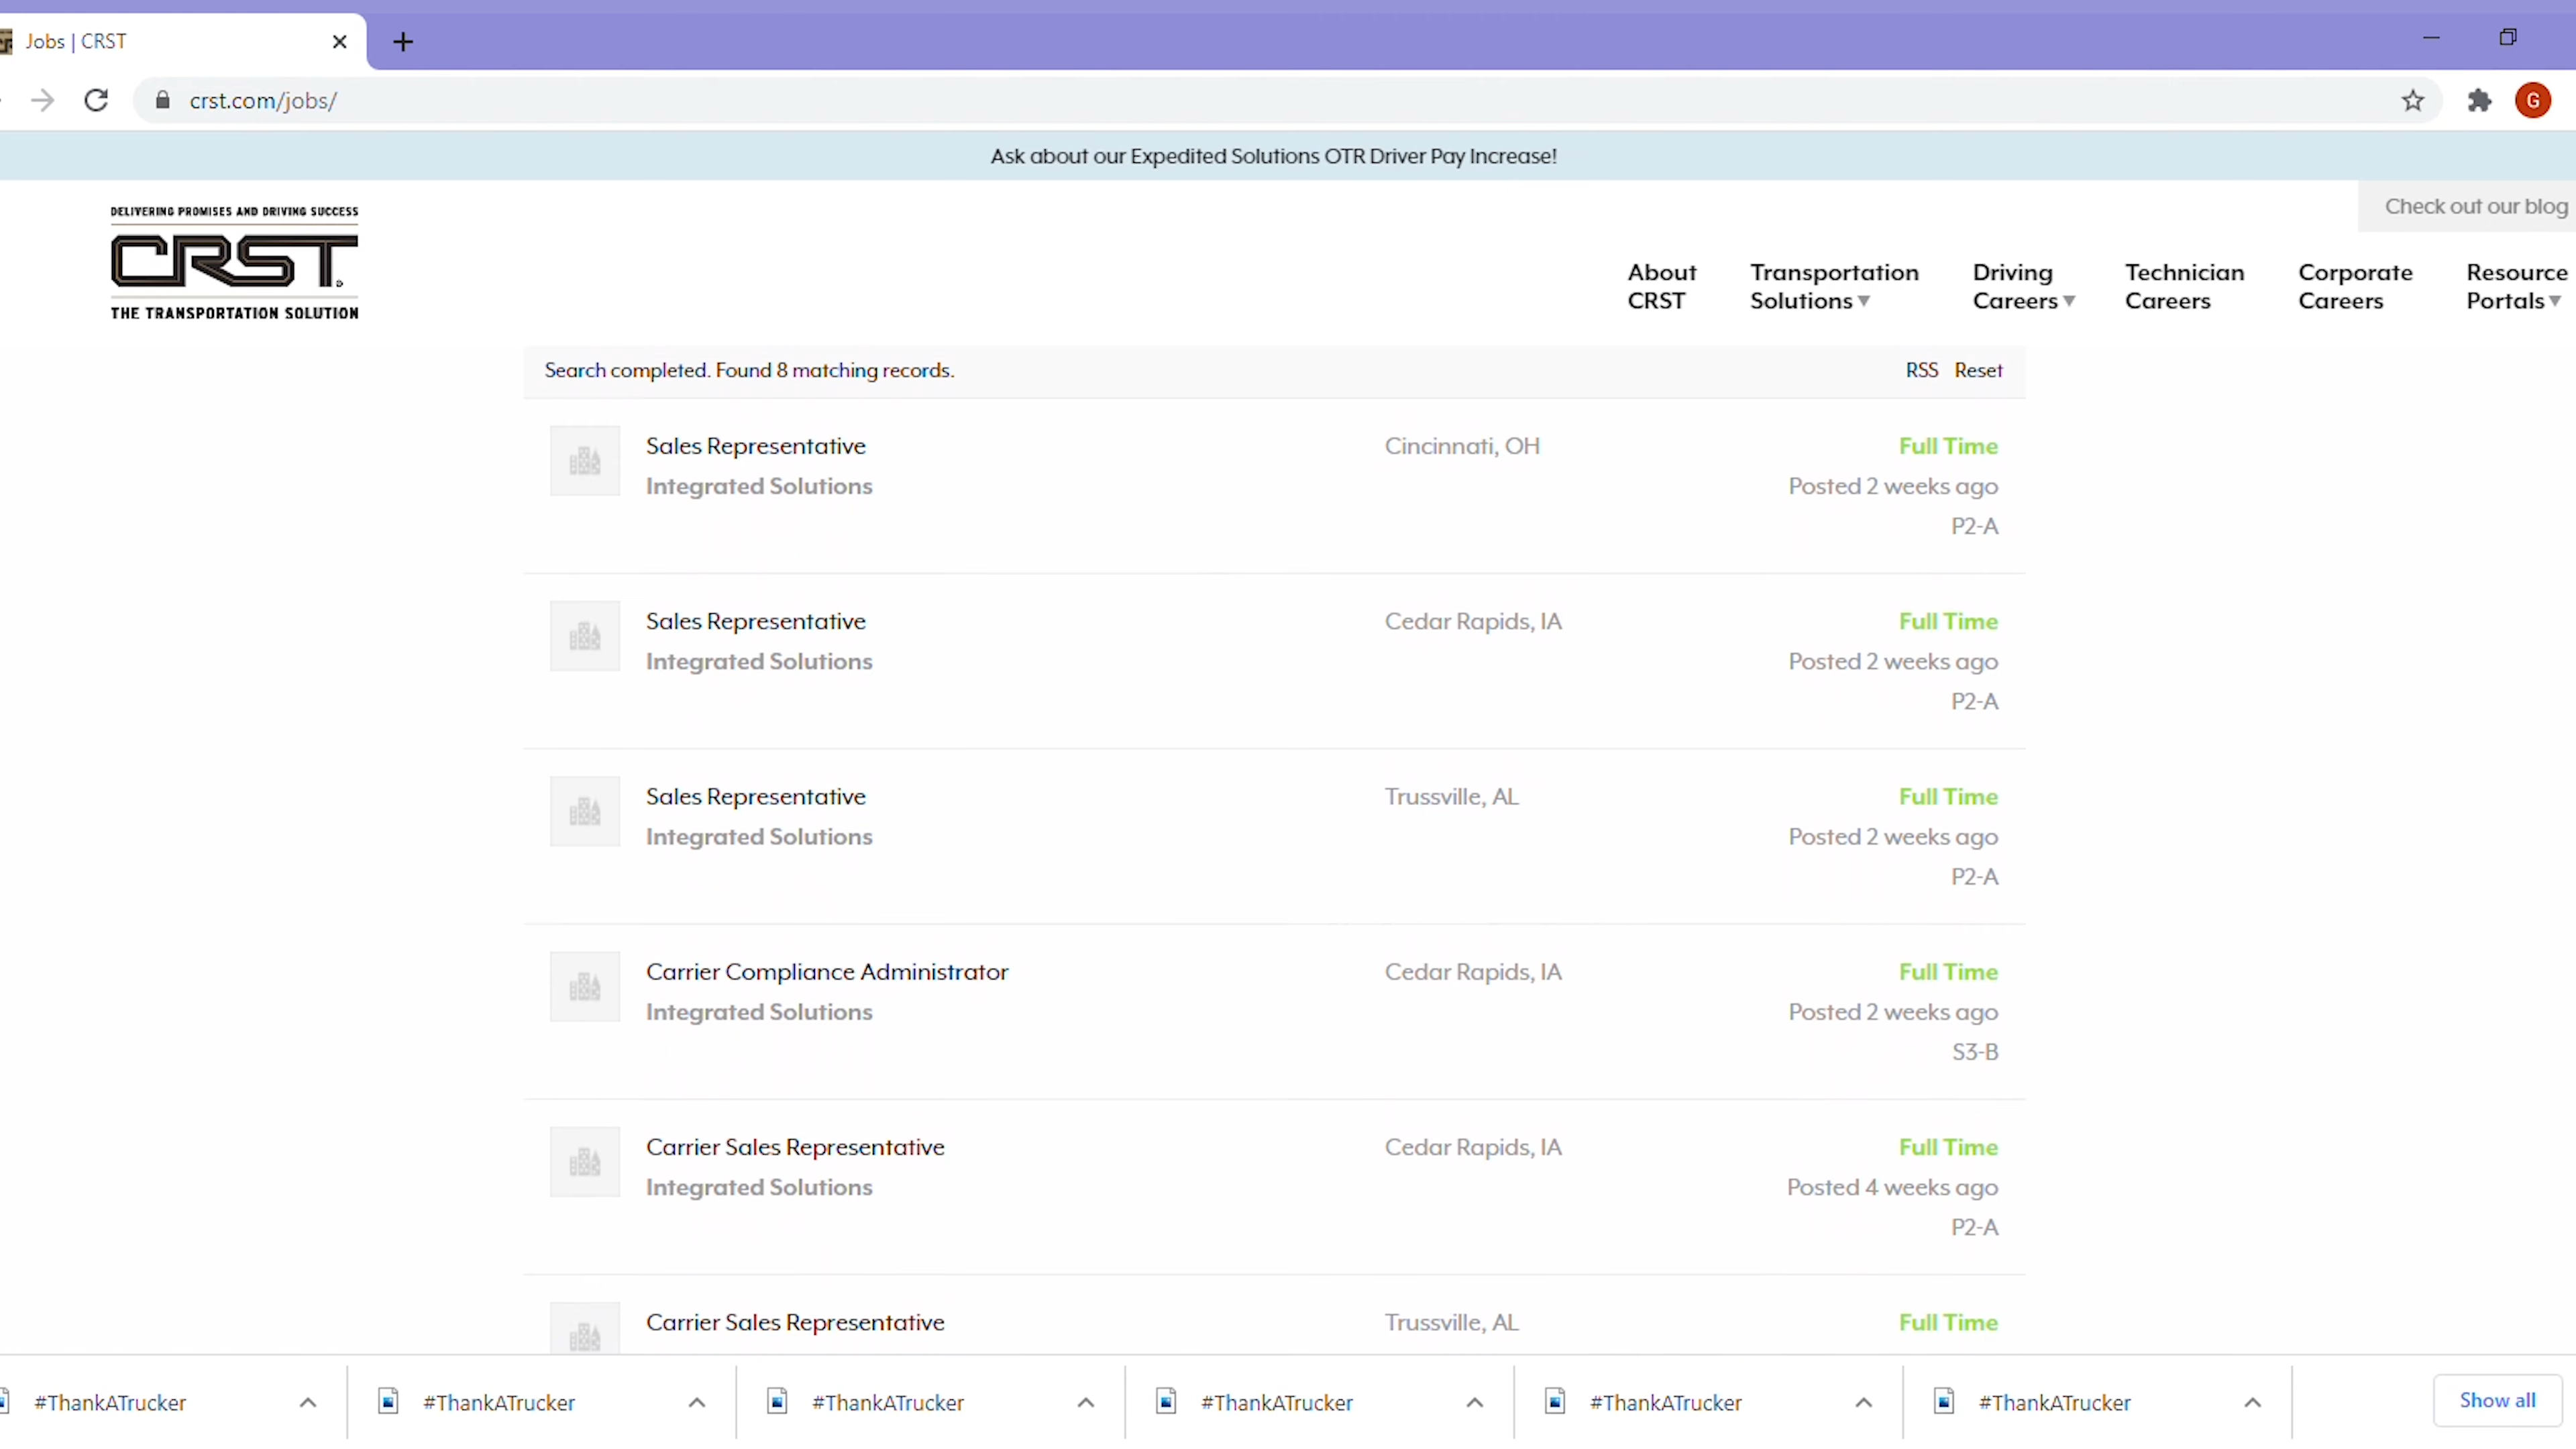 Jobs | CRST
crst.com/jobs/
G
Ask about our Expedited Solutions OTR Driver Pay Increase!
Check out our blog
DELIVERING PROMISES AND DRIVING SUCCESS
CRST
THE TRANSPORTATION SOLUTION
About CRST
Transportation Solutions
Driving Careers
Technician Careers
Corporate Careers
Resource Portals
Search completed. Found 8 matching records. RSS Reset
Sales Representative Cincinnati, OH Full Time
Integrated Solutions Posted 2 weeks ago
P2-A
Sales Representative Cedar Rapids, IA Full Time
Integrated Solutions Posted 2 weeks ago
P2-A
Sales Representative Trussville, AL Full Time
Integrated Solutions Posted 2 weeks ago
P2-A
Carrier Compliance Administrator Cedar Rapids, IA Full Time
Integrated Solutions Posted 2 weeks ago
S3-B
Carrier Sales Representative Cedar Rapids, IA Full Time
Integrated Solutions Posted 4 weeks ago
P2-A
Carrier Sales Representative Trussville, AL Full Time
#ThankATrucker #ThankATrucker #ThankATrucker #ThankATrucker #ThankATrucker #ThankATrucker Show all